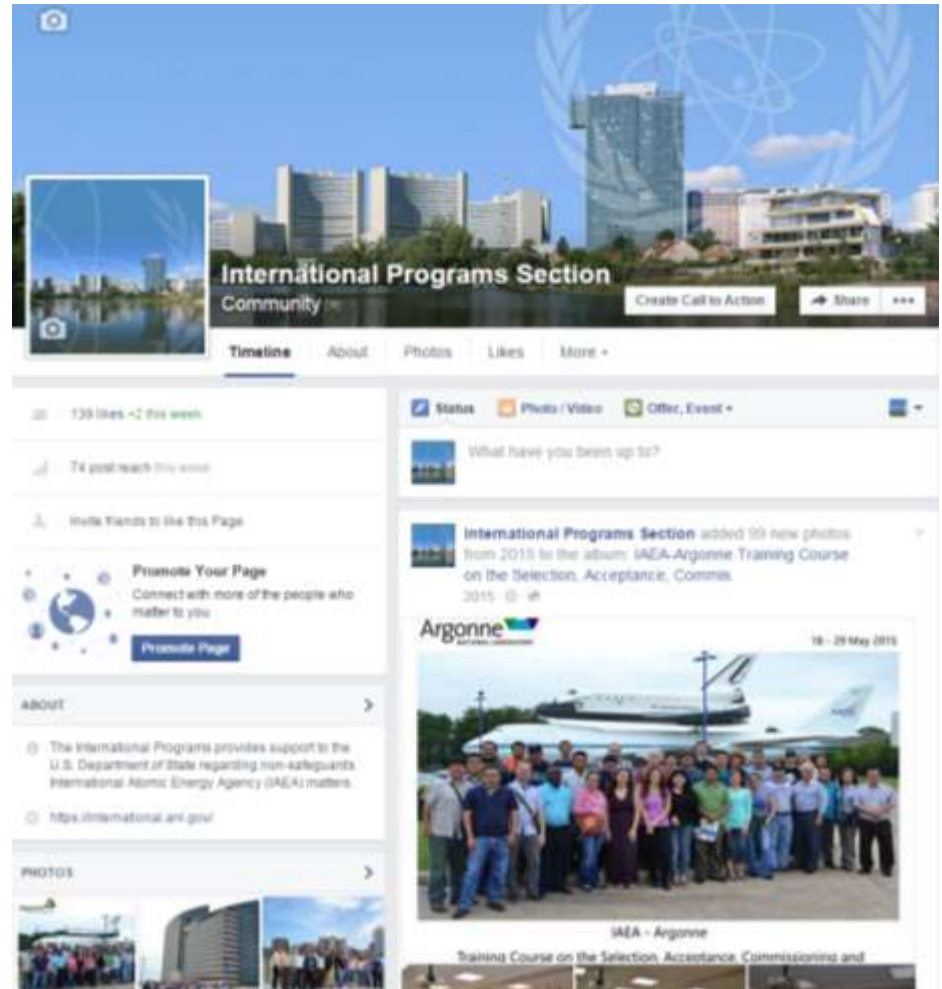 International Programs Section
Community
Create Call to Action
Share
Timeline
About
Photos
Likes
More
139 likes +2 this week
74 post reach this week
Invite friends to like this Page
Promote Your Page
Connect with more of the people who
matter to you.
Promote Page
ABOUT
The International Programs provides support to the
U.S. Department of State regarding non-safeguards
International Atomic Energy Agency (IAEA) matters.
https://international.anl.gov/
PHOTOS
Status
Photo / Video
Offer, Event
What have you been up to?
International Programs Section added 99 new photos
from 2015 to the album: IAEA-Argonne Training Course
on the Selection, Acceptance, Commis
2015
Argonne
NATIONAL LABORATORY
18 - 29 May 2015
NASA
IAEA - Argonne
Training Course on the Selection, Acceptance, Commissioning and